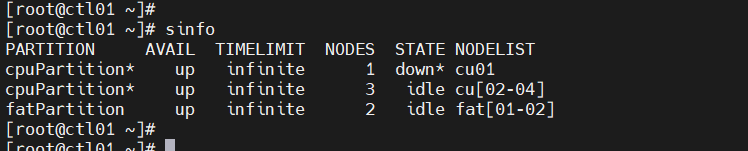 [root@ctl01 ~]#
[root@ctl01 ~]# sinfo
PARTITION     AVAIL  TIMELIMIT  NODES  STATE NODELIST
cpuPartition*    up   infinite      1  down* cu01
cpuPartition*    up   infinite      3   idle cu[02-04]
fatPartition     up   infinite      2   idle fat[01-02]
[root@ctl01 ~]#
[root@ctl01 ~]#